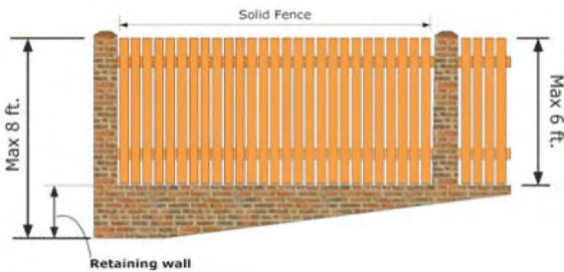 Solid Fence
Max 8 ft.
Max 6 ft.
Retaining wall